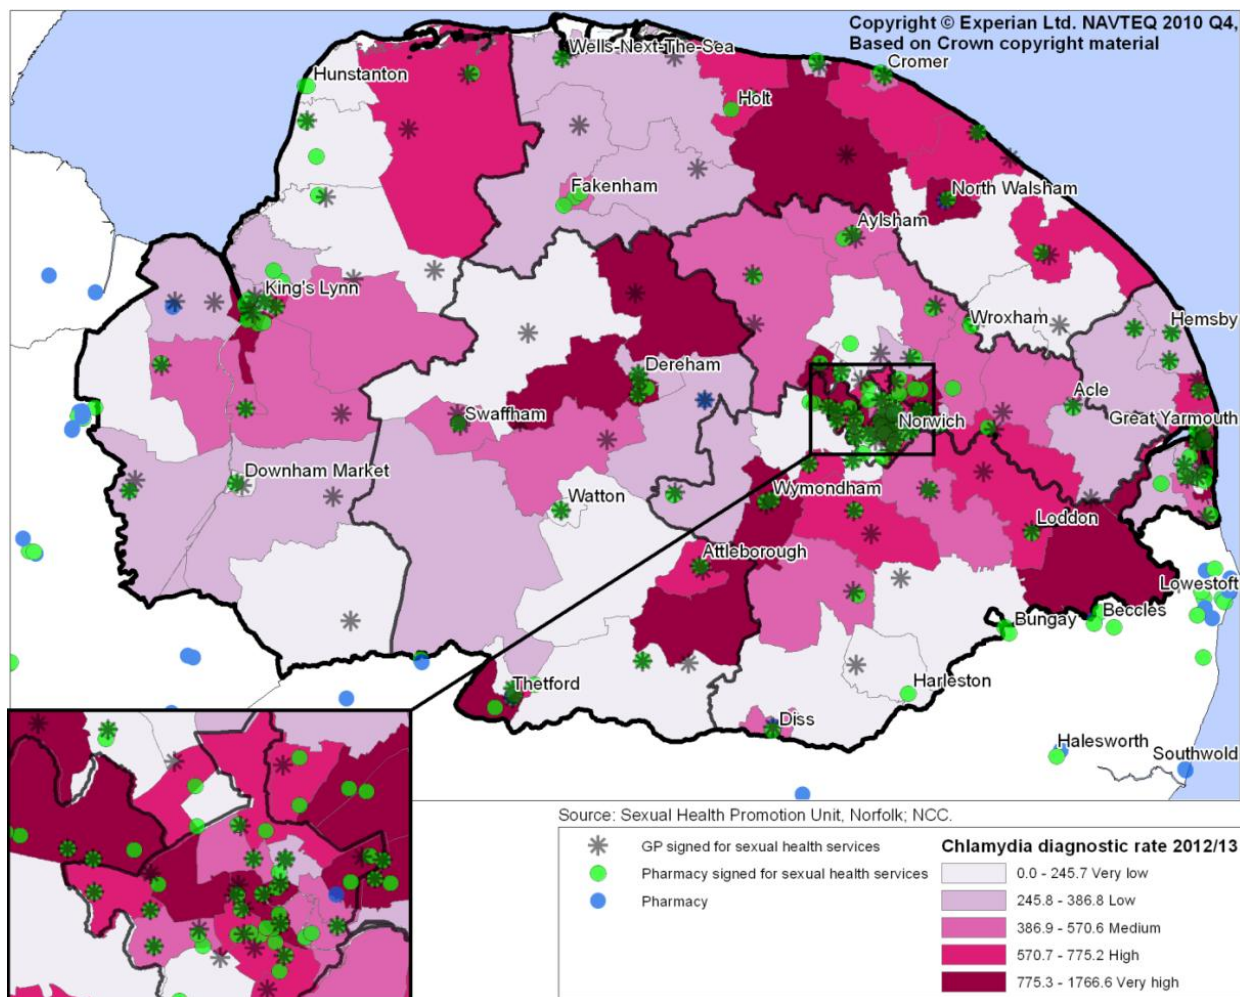 Copyright © Experian Ltd. NAVTEQ 2010 Q4,
Based on Crown copyright material
Wells-Next-The-Sea
Cromer
Hunstanton
Holt
Fakenham
North Walsham
Aylsham
King's Lynn
Wroxham
Hemsby
Dereham
Acle
Swaffham
Norwich
Great Yarmouth
Downham Market
Watton
Wymondham
Loddon
Attleborough
Lowestoft
Beccles
Bungay
Thetford
Harleston
Diss
Halesworth
Southwold
Source: Sexual Health Promotion Unit, Norfolk; NCC.
GP signed for sexual health services
Pharmacy signed for sexual health services
Pharmacy
Chlamydia diagnostic rate 2012/13
0.0 - 245.7 Very low
245.8 - 386.8 Low
386.9 - 570.6 Medium
570.7 - 775.2 High
775.3 - 1766.6 Very high